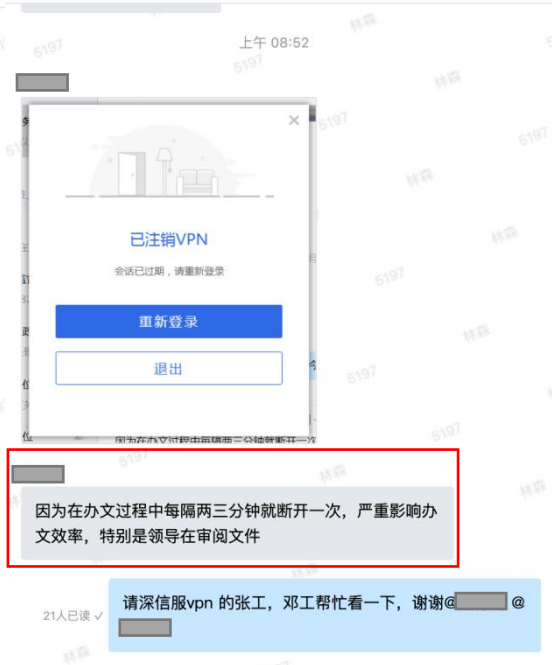 上午 08:52
已注销VPN
会话已过期，请重新登录
重新登录
退出
因为在办文过程中每隔两三分钟就断开一次
因为在办文过程中每隔两三分钟就断开一次，严重影响办
文效率，特别是领导在审阅文件
请深信服vpn 的张工，邓工帮忙看一下，谢谢@ @
21人已读
林森
5197